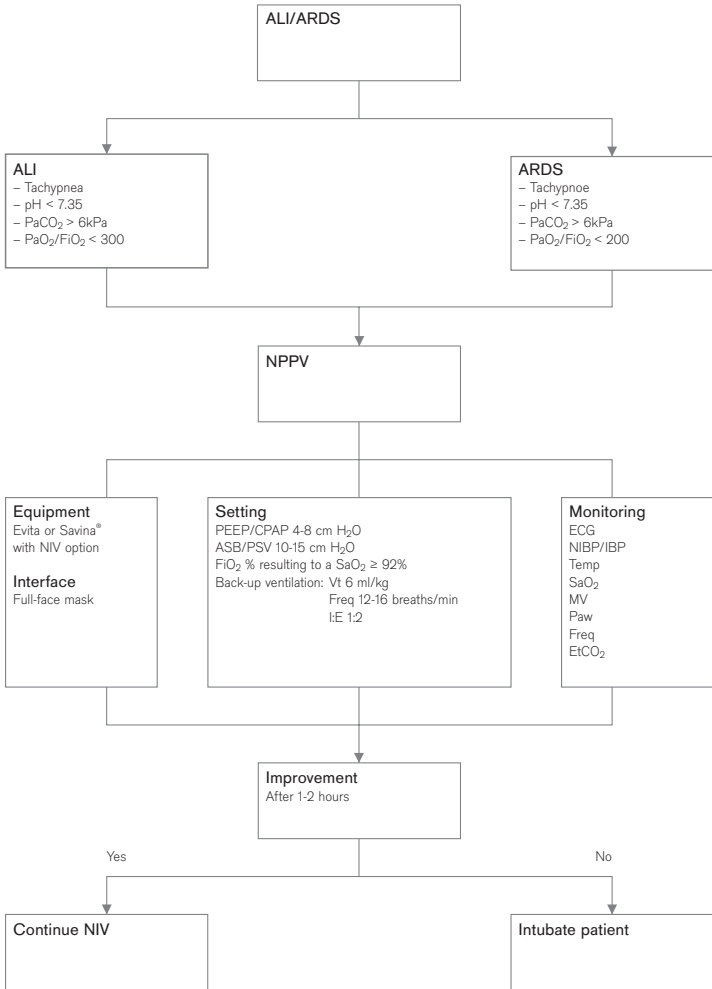 ALI/ARDS
ALI
– Tachypnea
– pH < 7.35
– PaCO₂ > 6kPa
– PaO₂/FiO₂ < 300
ARDS
– Tachypnoe
– pH < 7.35
– PaCO₂ > 6kPa
– PaO₂/FiO₂ < 200
NPPV
Equipment
Evita or Savina®
with NIV option
Interface
Full-face mask
Setting
PEEP/CPAP 4-8 cm H₂O
ASB/PSV 10-15 cm H₂O
FiO₂ % resulting to a SaO₂ ≥ 92%
Back-up ventilation: Vt 6 ml/kg
Freq 12-16 breaths/min
I:E 1:2
Monitoring
ECG
NIBP/IBP
Temp
SaO₂
MV
Paw
Freq
EtCO₂
Improvement
After 1-2 hours
Yes
No
Continue NIV
Intubate patient